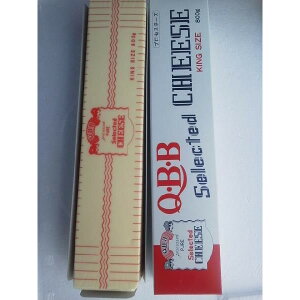 KING SIZE 800g
Selected
CHEESE
プロセスチーズ
Q·B·B
Selected CHEESE
KING SIZE 800g
Q·B·B
PURE
Selected
CHEESE